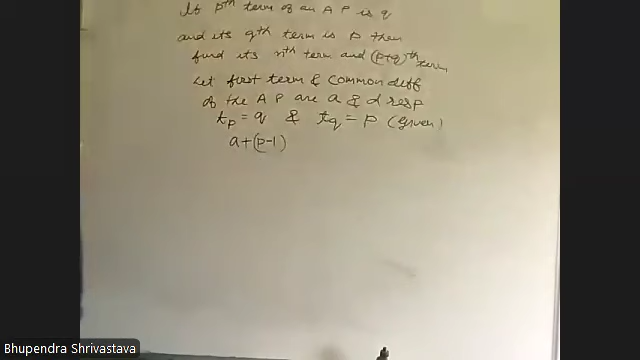 If pth term of an A P is q
and its qth term is p then
find its nth term and (p+q)th term
Let first term & common diff
of the A P are a & d resp
tp = q & tq = p (given)
a+(p-1)
Bhupendra Shrivastava